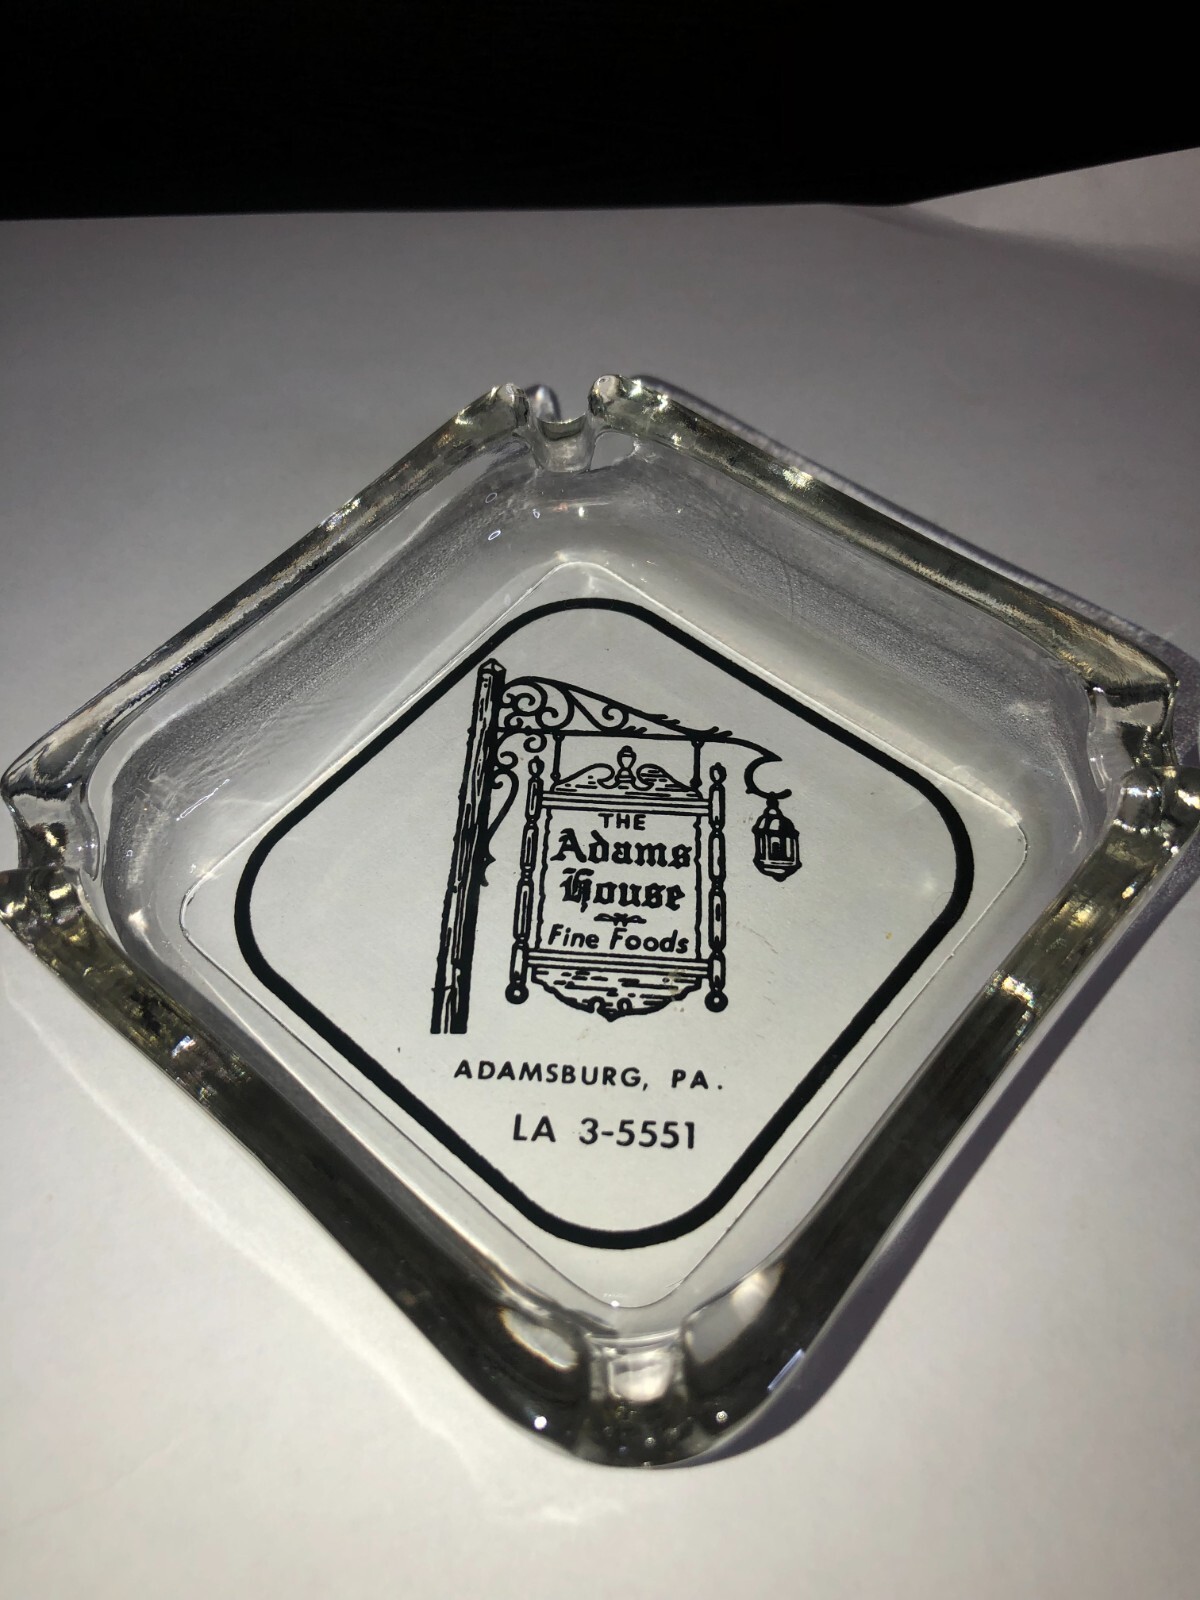 THE
Adams
House
Fine Foods
ADAMSBURG, PA.
LA 3-5551